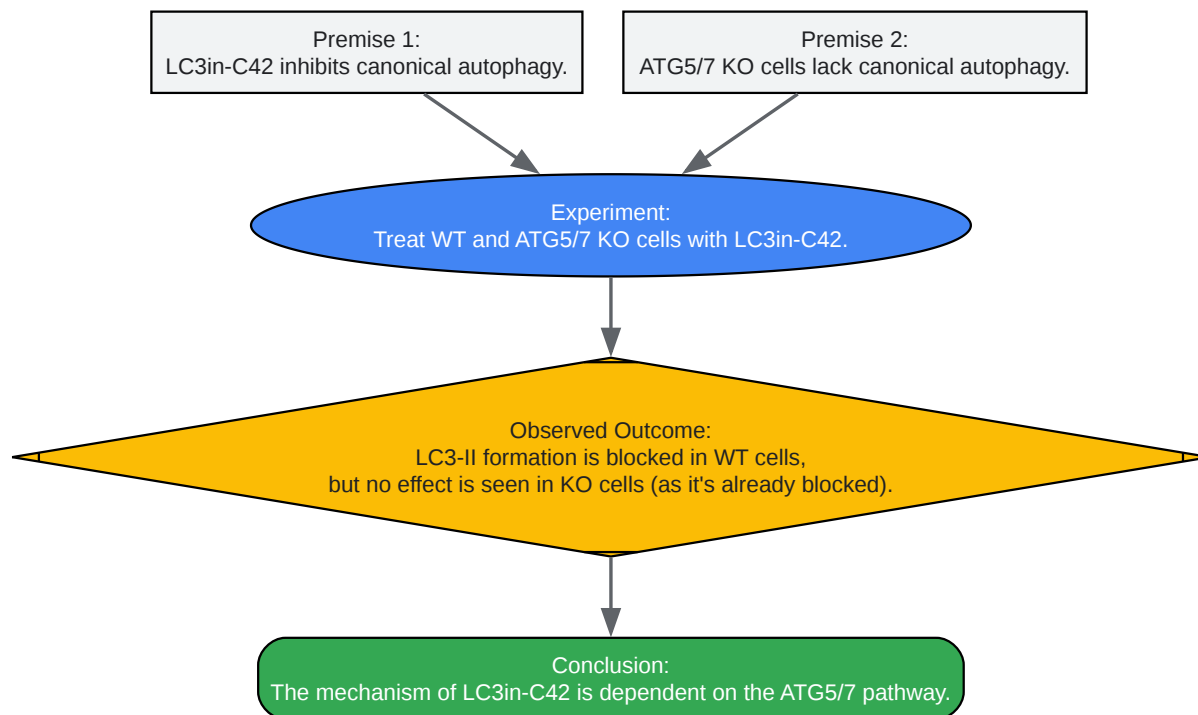 Premise 1:
LC3in-C42 inhibits canonical autophagy.
Premise 2:
ATG5/7 KO cells lack canonical autophagy.
Experiment:
Treat WT and ATG5/7 KO cells with LC3in-C42.
Observed Outcome:
LC3-II formation is blocked in WT cells,
but no effect is seen in KO cells (as it's already blocked).
Conclusion:
The mechanism of LC3in-C42 is dependent on the ATG5/7 pathway.